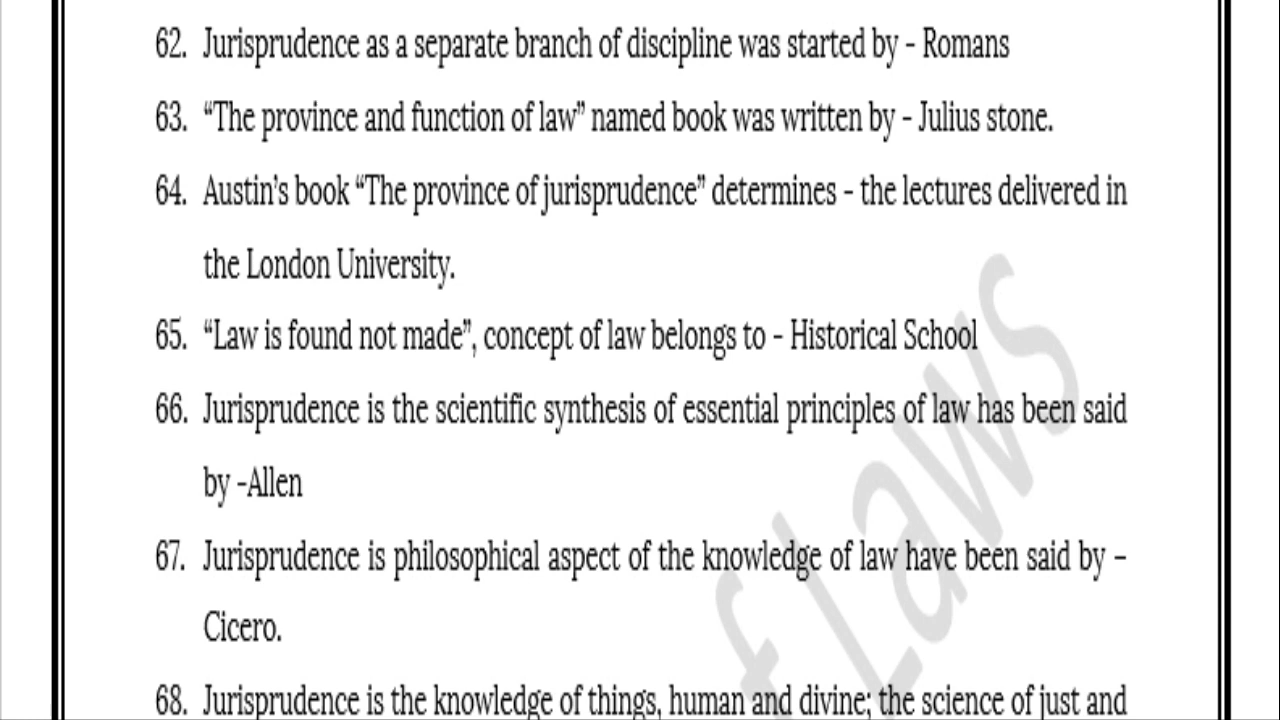 62. Jurisprudence as a separate branch of discipline was started by - Romans
63. “The province and function of law” named book was written by - Julius stone.
64. Austin’s book “The province of jurisprudence” determines - the lectures delivered in
the London University.
65. “Law is found not made”, concept of law belongs to - Historical School
66. Jurisprudence is the scientific synthesis of essential principles of law has been said
by -Allen
67. Jurisprudence is philosophical aspect of the knowledge of law have been said by –
Cicero.
68. Jurisprudence is the knowledge of things, human and divine; the science of just and
f Laws